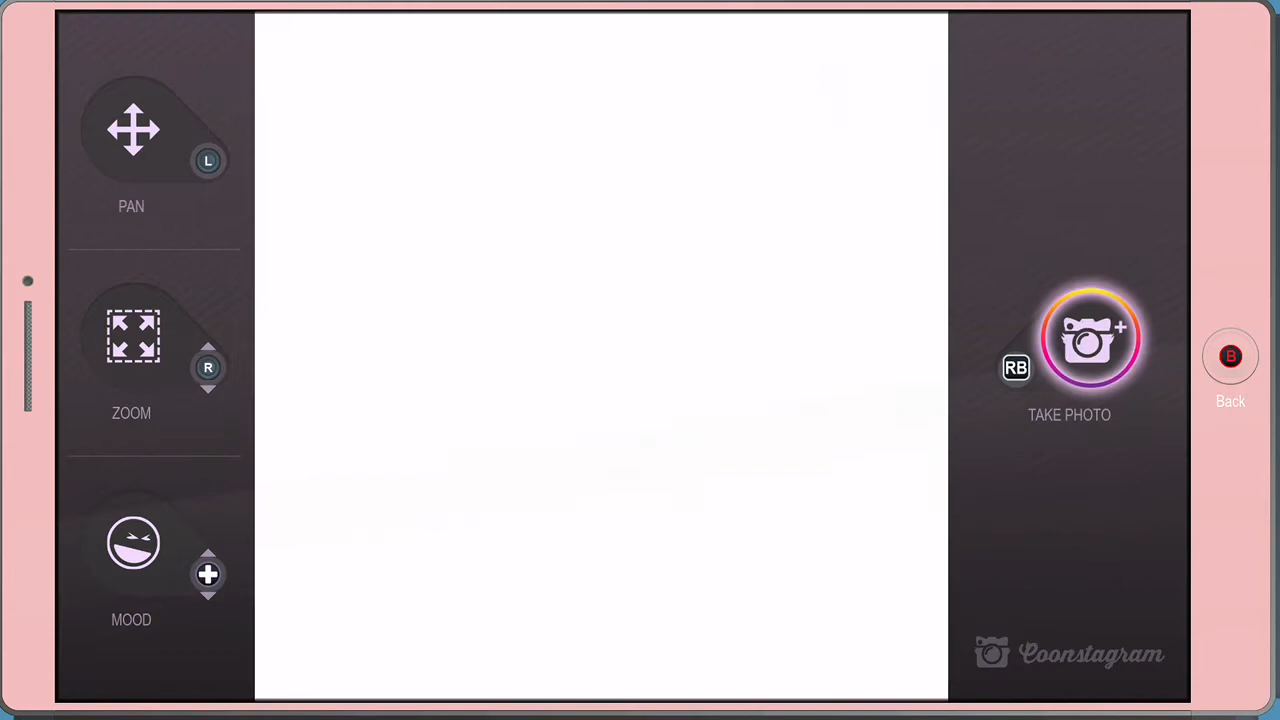 L
PAN
R
ZOOM
MOOD
RB
TAKE PHOTO
B
Back
Coonstagram